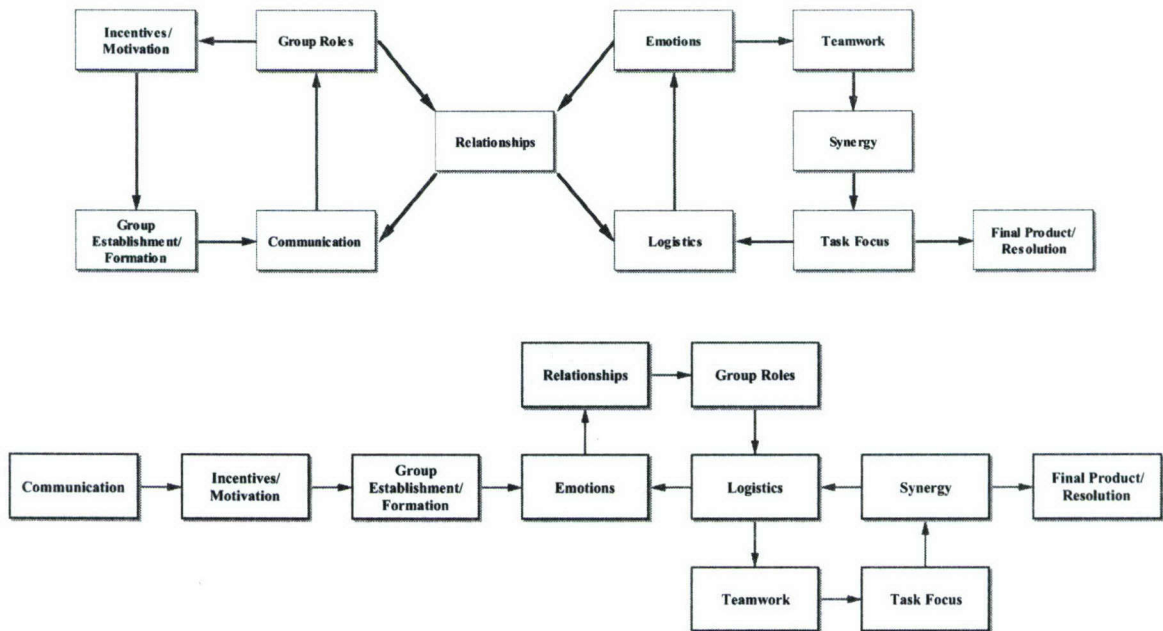 Incentives/
Motivation
Group Roles
Emotions
Teamwork
Relationships
Synergy
Group
Establishment/
Formation
Communication
Logistics
Task Focus
Final Product/
Resolution
Relationships
Group Roles
Communication
Incentives/
Motivation
Group
Establishment/
Formation
Emotions
Logistics
Synergy
Final Product/
Resolution
Teamwork
Task Focus